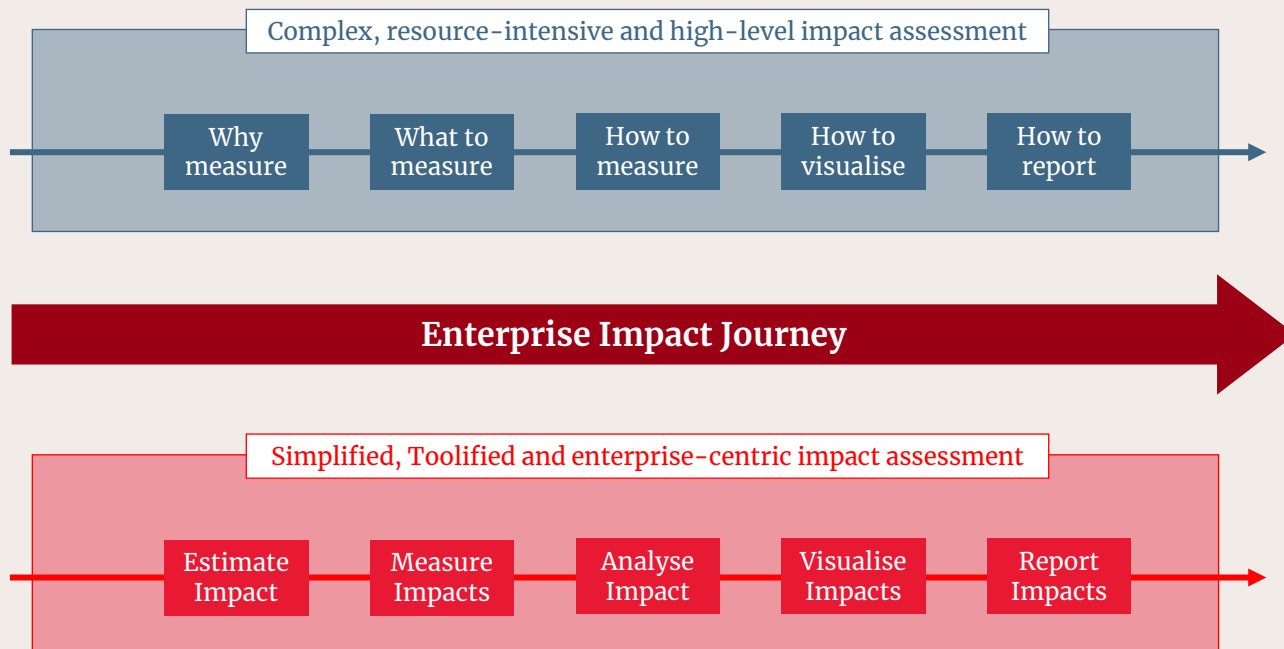 Complex, resource-intensive and high-level impact assessment
Why
measure
What to
measure
How to
measure
How to
visualise
How to
report
Enterprise Impact Journey
Simplified, Toolified and enterprise-centric impact assessment
Estimate
Impact
Measure
Impacts
Analyse
Impact
Visualise
Impacts
Report
Impacts